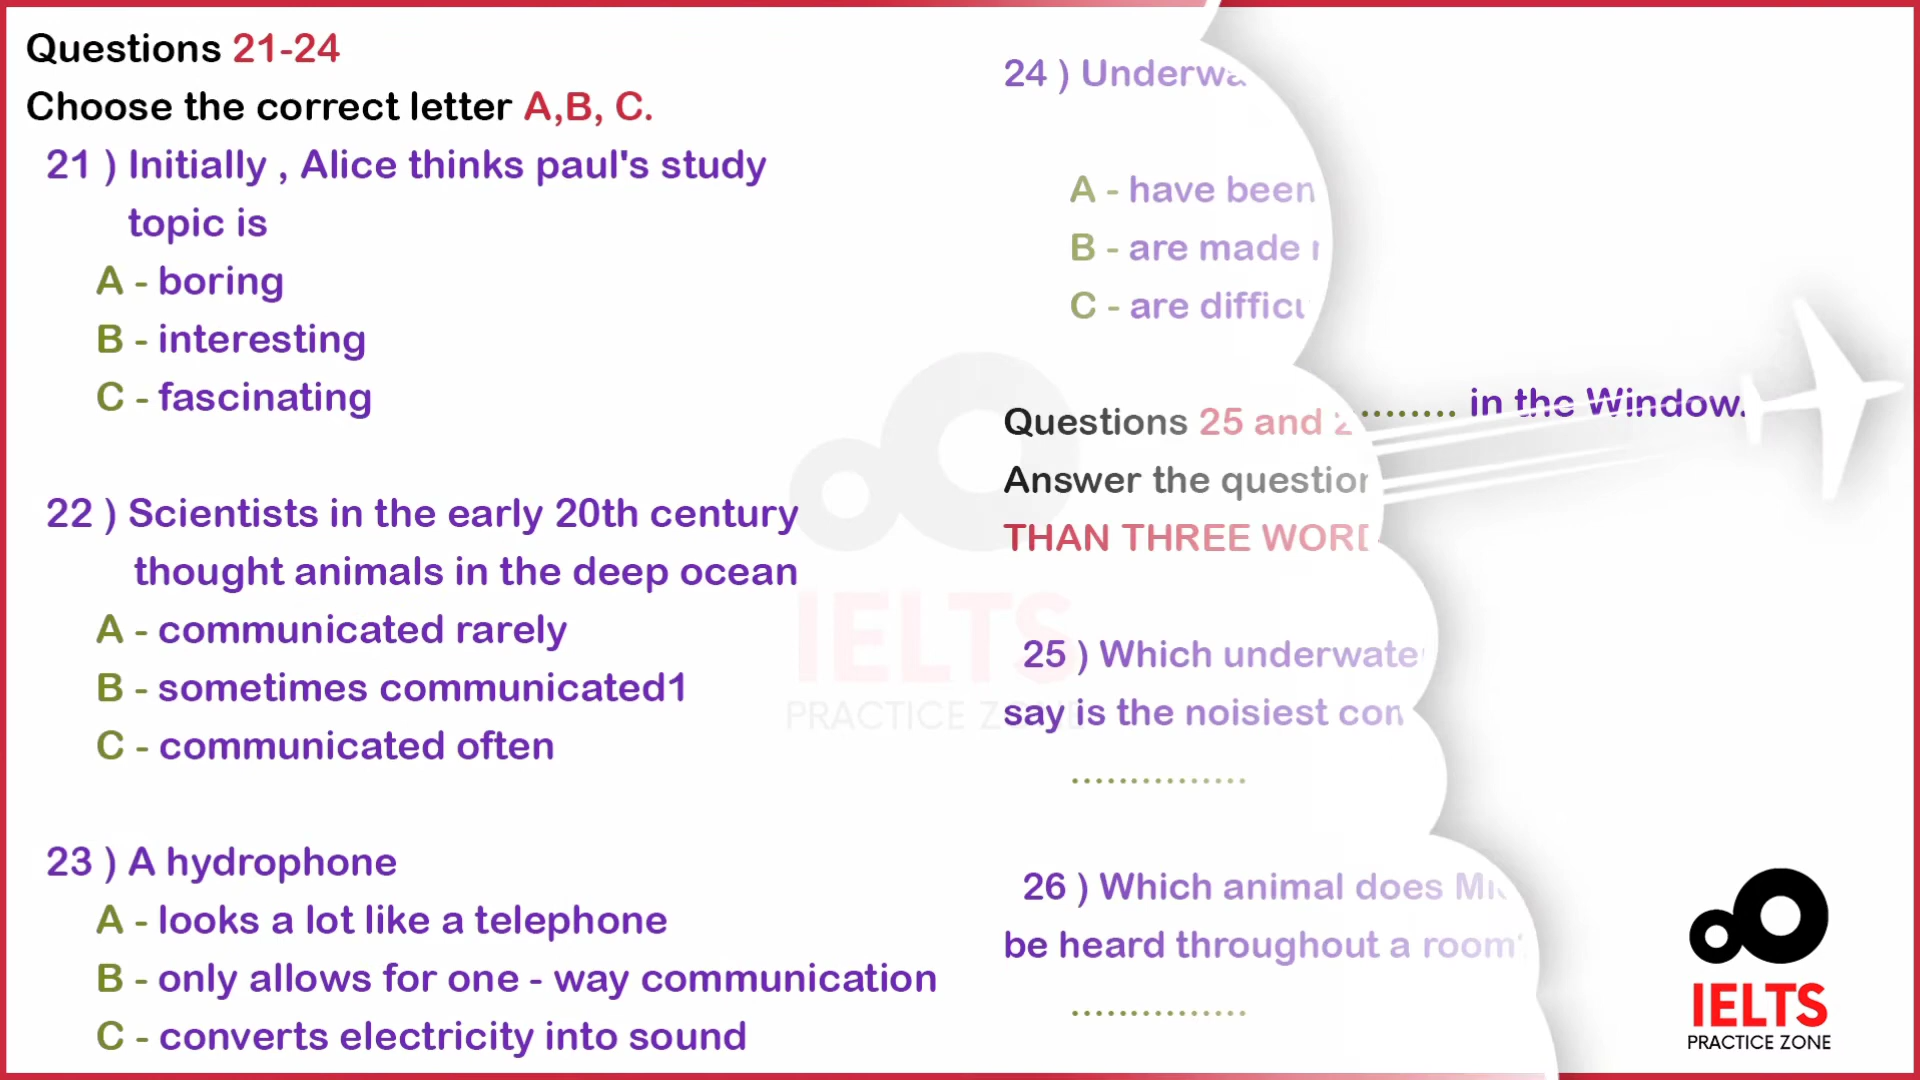 Questions 21-24
Choose the correct letter A,B, C.
21 ) Initially , Alice thinks paul's study
topic is
A - boring
B - interesting
C - fascinating
22 ) Scientists in the early 20th century
thought animals in the deep ocean
A - communicated rarely
B - sometimes communicated1
C - communicated often
23 ) A hydrophone
A - looks a lot like a telephone
B - only allows for one - way communication
C - converts electricity into sound
24 )
A - have been
B - are made
C - are
Questions 25 and
Answer the
THAN THREE
25 ) Which
say is the noisiest
...............
26 ) Which animal does
be heard throughout a room
...............
........ in the Window.
IELTS
PRACTICE ZONE
IELTS
PRACTICE ZONE